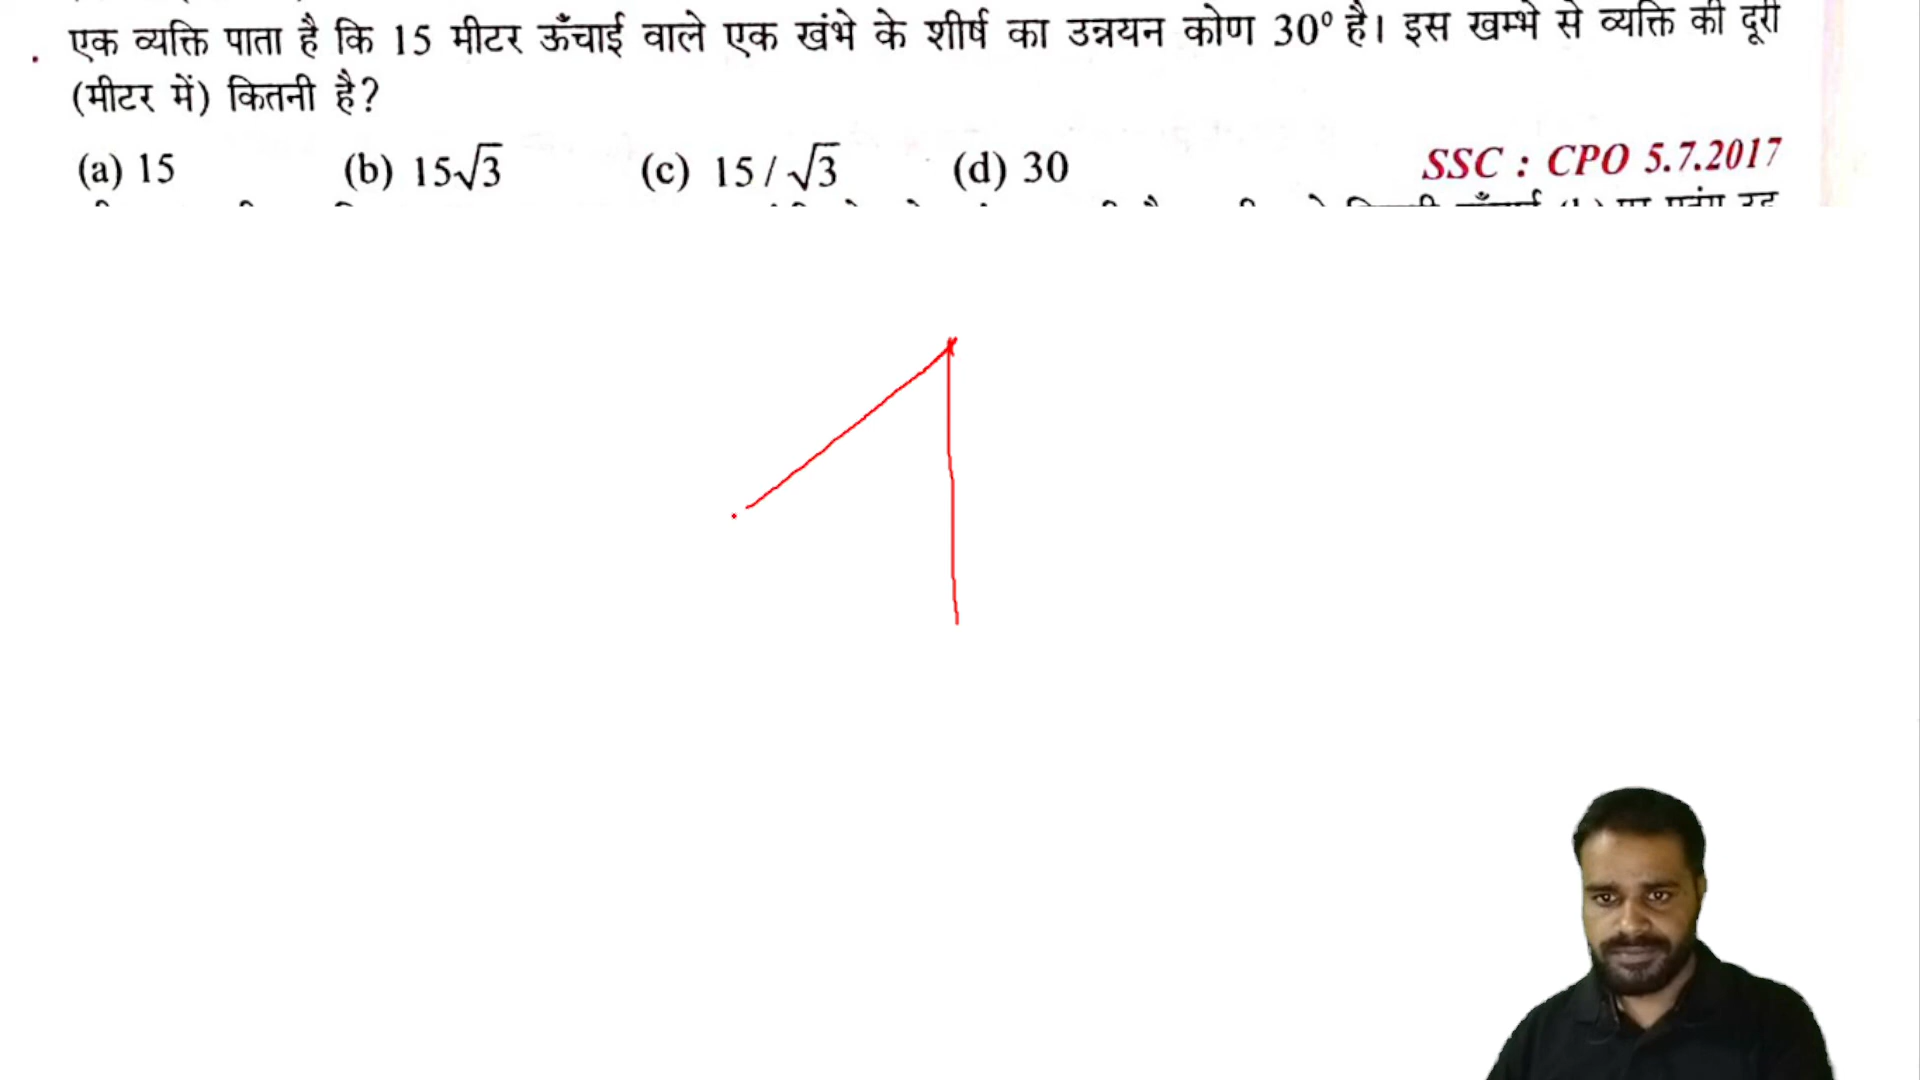 एक व्यक्ति पाता है कि 15 मीटर ऊँचाई वाले एक खंभे के शीर्ष का उन्नयन कोण 30° है। इस खम्भे से व्यक्ति की दूरी
(मीटर में) कितनी है?
(a) 15 (b) 15√3 (c) 15/√3 (d) 30 SSC : CPO 5.7.2017